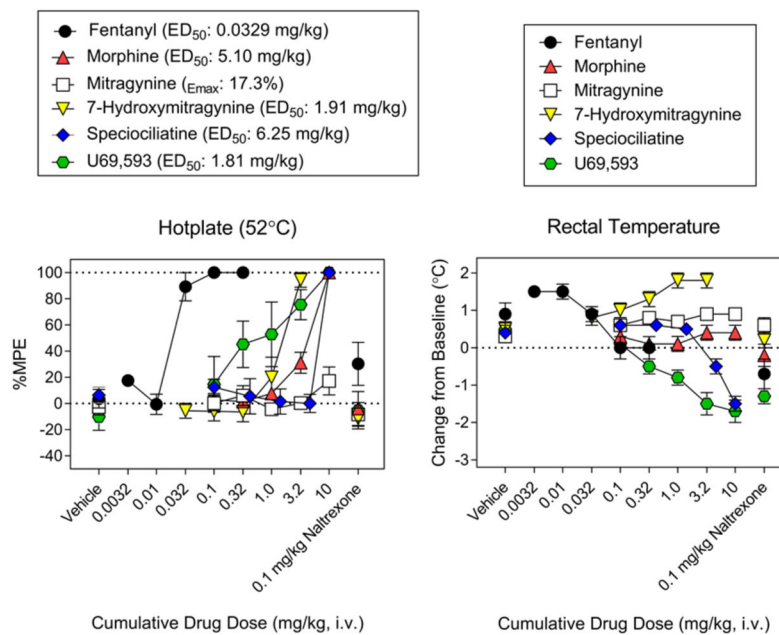 Fentanyl (ED50: 0.0329 mg/kg)
Morphine (ED50: 5.10 mg/kg)
Mitragynine (Emax: 17.3%)
7-Hydroxymitragynine (ED50: 1.91 mg/kg)
Speciociliatine (ED50: 6.25 mg/kg)
U69,593 (ED50: 1.81 mg/kg)
Fentanyl
Morphine
Mitragynine
7-Hydroxymitragynine
Speciociliatine
U69,593
Hotplate (52°C)
%MPE
100
80
60
40
20
0
-20
-40
Vehicle
0.0032
0.01
0.032
0.1
0.32
1.0
3.2
10
0.1 mg/kg Naltrexone
Cumulative Drug Dose (mg/kg, i.v.)
Rectal Temperature
Change from Baseline (°C)
2
1
0
-1
-2
-3
Vehicle
0.0032
0.01
0.032
0.1
0.32
1.0
3.2
10
0.1 mg/kg Naltrexone
Cumulative Drug Dose (mg/kg, i.v.)